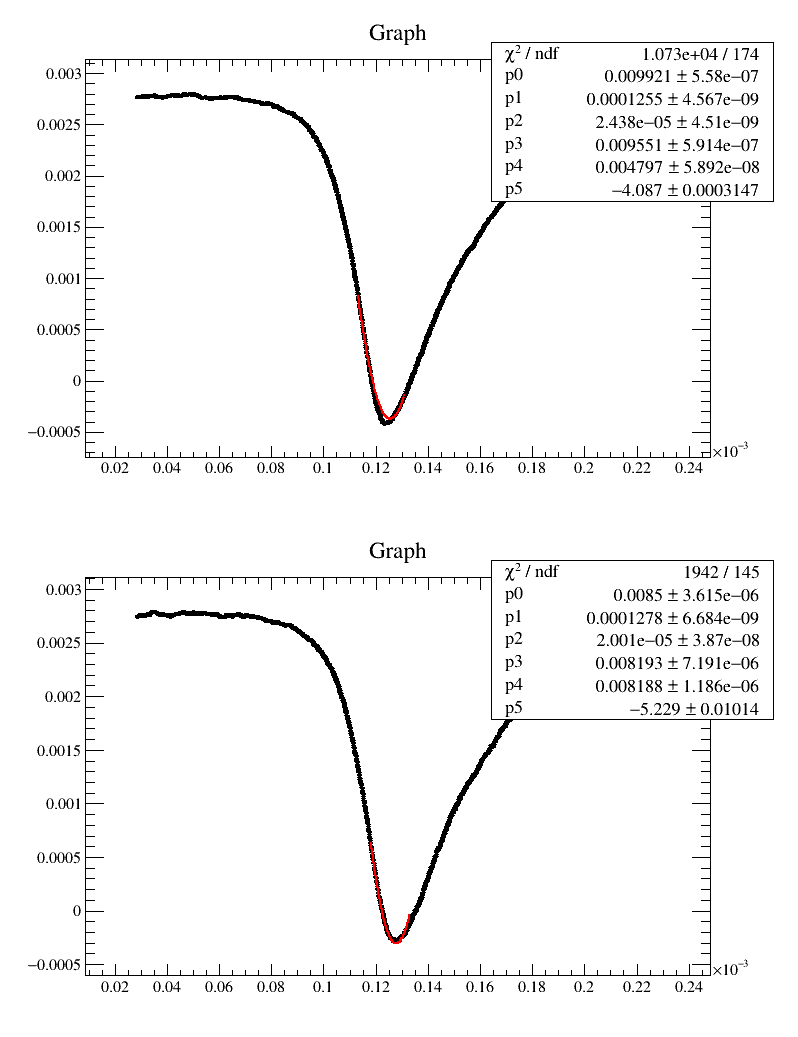 Graph
χ² / ndf 1.073e+04 / 174
p0 0.009921 ± 5.58e−07
p1 0.0001255 ± 4.567e−09
p2 2.438e−05 ± 4.51e−09
p3 0.009551 ± 5.914e−07
p4 0.004797 ± 5.892e−08
p5 −4.087 ± 0.0003147
0.003
0.0025
0.002
0.0015
0.001
0.0005
0
−0.0005
0.02 0.04 0.06 0.08 0.1 0.12 0.14 0.16 0.18 0.2 0.22 0.24
×10⁻³
Graph
χ² / ndf 1942 / 145
p0 0.0085 ± 3.615e−06
p1 0.0001278 ± 6.684e−09
p2 2.001e−05 ± 3.87e−08
p3 0.008193 ± 7.191e−06
p4 0.008188 ± 1.186e−06
p5 −5.229 ± 0.01014
0.003
0.0025
0.002
0.0015
0.001
0.0005
0
−0.0005
0.02 0.04 0.06 0.08 0.1 0.12 0.14 0.16 0.18 0.2 0.22 0.24
×10⁻³